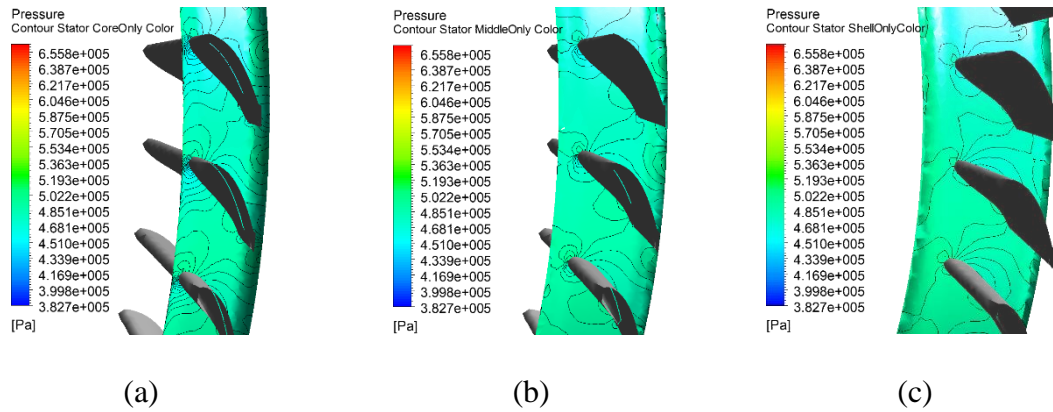 Pressure
Contour Stator CoreOnly Color
6.558e+005
6.387e+005
6.217e+005
6.046e+005
5.875e+005
5.705e+005
5.534e+005
5.363e+005
5.193e+005
5.022e+005
4.851e+005
4.681e+005
4.510e+005
4.339e+005
4.169e+005
3.998e+005
3.827e+005
[Pa]
(a)
Pressure
Contour Stator MiddleOnly Color
6.558e+005
6.387e+005
6.217e+005
6.046e+005
5.875e+005
5.705e+005
5.534e+005
5.363e+005
5.193e+005
5.022e+005
4.851e+005
4.681e+005
4.510e+005
4.339e+005
4.169e+005
3.998e+005
3.827e+005
[Pa]
(b)
Pressure
Contour Stator ShellOnlyColor
6.558e+005
6.387e+005
6.217e+005
6.046e+005
5.875e+005
5.705e+005
5.534e+005
5.363e+005
5.193e+005
5.022e+005
4.851e+005
4.681e+005
4.510e+005
4.339e+005
4.169e+005
3.998e+005
3.827e+005
[Pa]
(c)